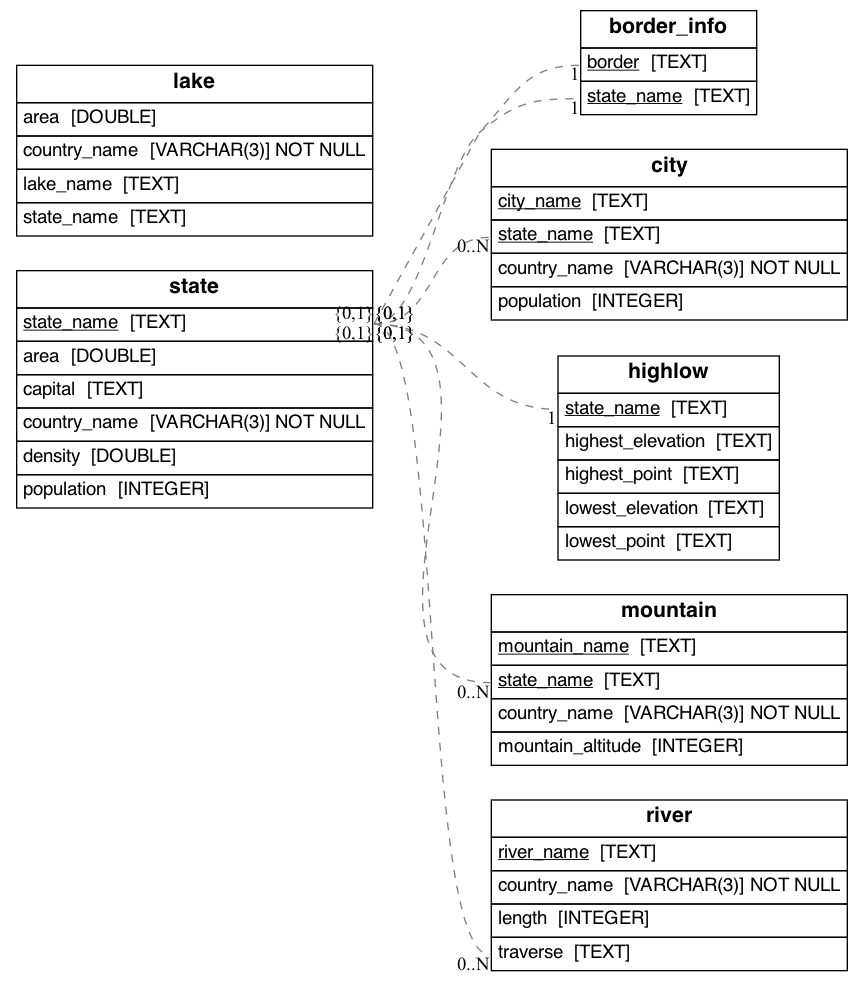 lake
area [DOUBLE]
country_name [VARCHAR(3)] NOT NULL
lake_name [TEXT]
state_name [TEXT]
state
state_name [TEXT]
area [DOUBLE]
capital [TEXT]
country_name [VARCHAR(3)] NOT NULL
density [DOUBLE]
population [INTEGER]
{0,1} {0,1}
{0,1} {0,1}
border_info
border [TEXT]
1
state_name [TEXT]
1
city
city_name [TEXT]
state_name [TEXT]
0..N
country_name [VARCHAR(3)] NOT NULL
population [INTEGER]
highlow
state_name [TEXT]
1
highest_elevation [TEXT]
highest_point [TEXT]
lowest_elevation [TEXT]
lowest_point [TEXT]
mountain
mountain_name [TEXT]
state_name [TEXT]
0..N
country_name [VARCHAR(3)] NOT NULL
mountain_altitude [INTEGER]
river
river_name [TEXT]
country_name [VARCHAR(3)] NOT NULL
length [INTEGER]
traverse [TEXT]
0..N